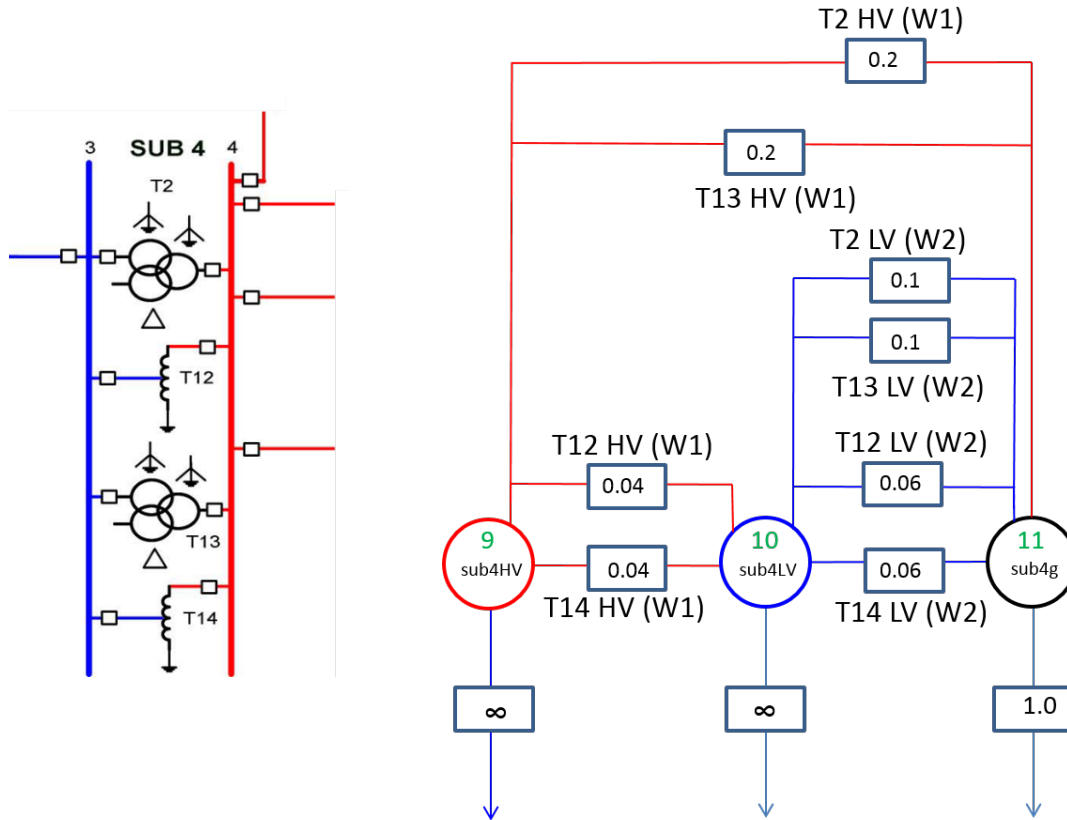 3 SUB 4 4
T2
T12
T13
T14
T2 HV (W1)
0.2
0.2
T13 HV (W1)
T2 LV (W2)
0.1
0.1
T13 LV (W2)
T12 HV (W1)
0.04
T12 LV (W2)
0.06
9
sub4HV
0.04
T14 HV (W1)
10
sub4LV
0.06
T14 LV (W2)
11
sub4g
∞
∞
1.0